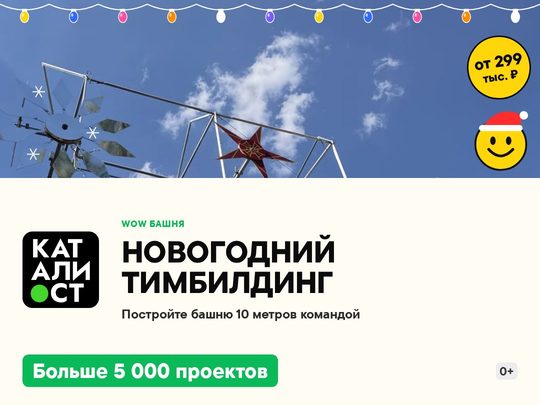 от 299
тыс. ₽
WOW БАШНЯ
КАТ
АЛИ
СТ
НОВОГОДНИЙ
ТИМБИЛДИНГ
Постройте башню 10 метров командой
Больше 5 000 проектов
0+